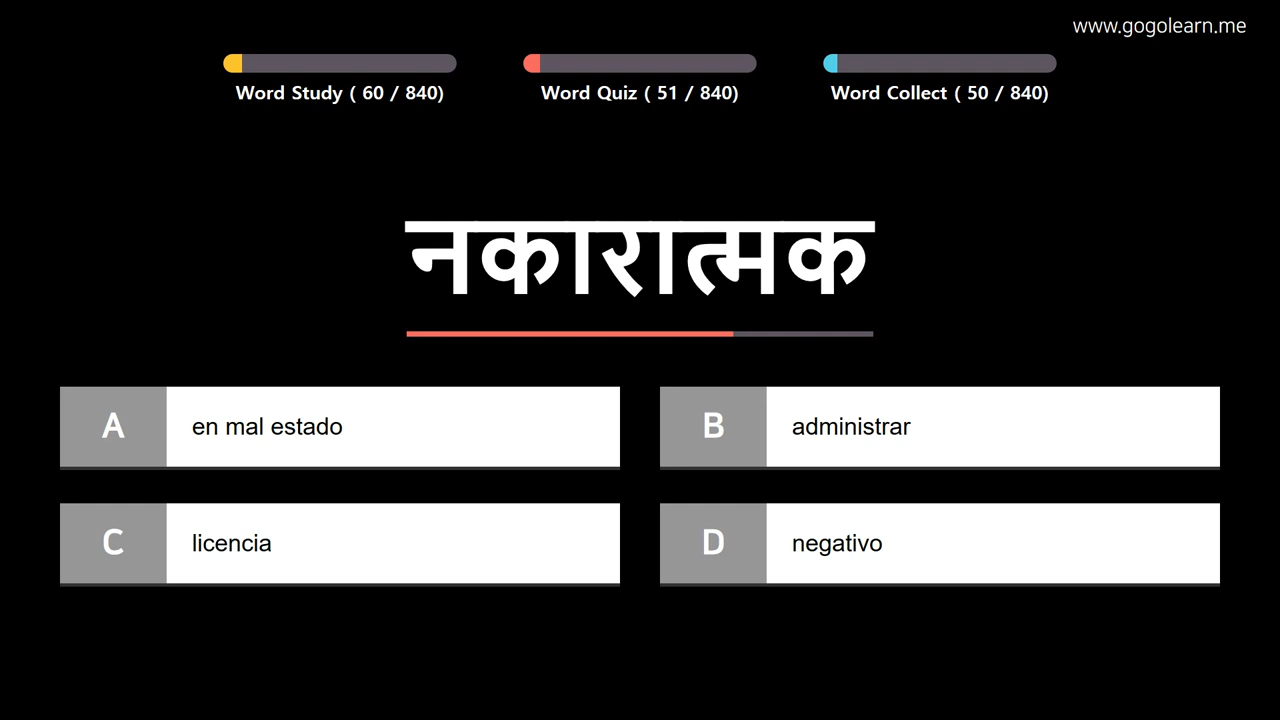 www.gogolearn.me
Word Study ( 60 / 840)
Word Quiz ( 51 / 840)
Word Collect ( 50 / 840)
नकारात्मक
A en mal estado
B administrar
C licencia
D negativo